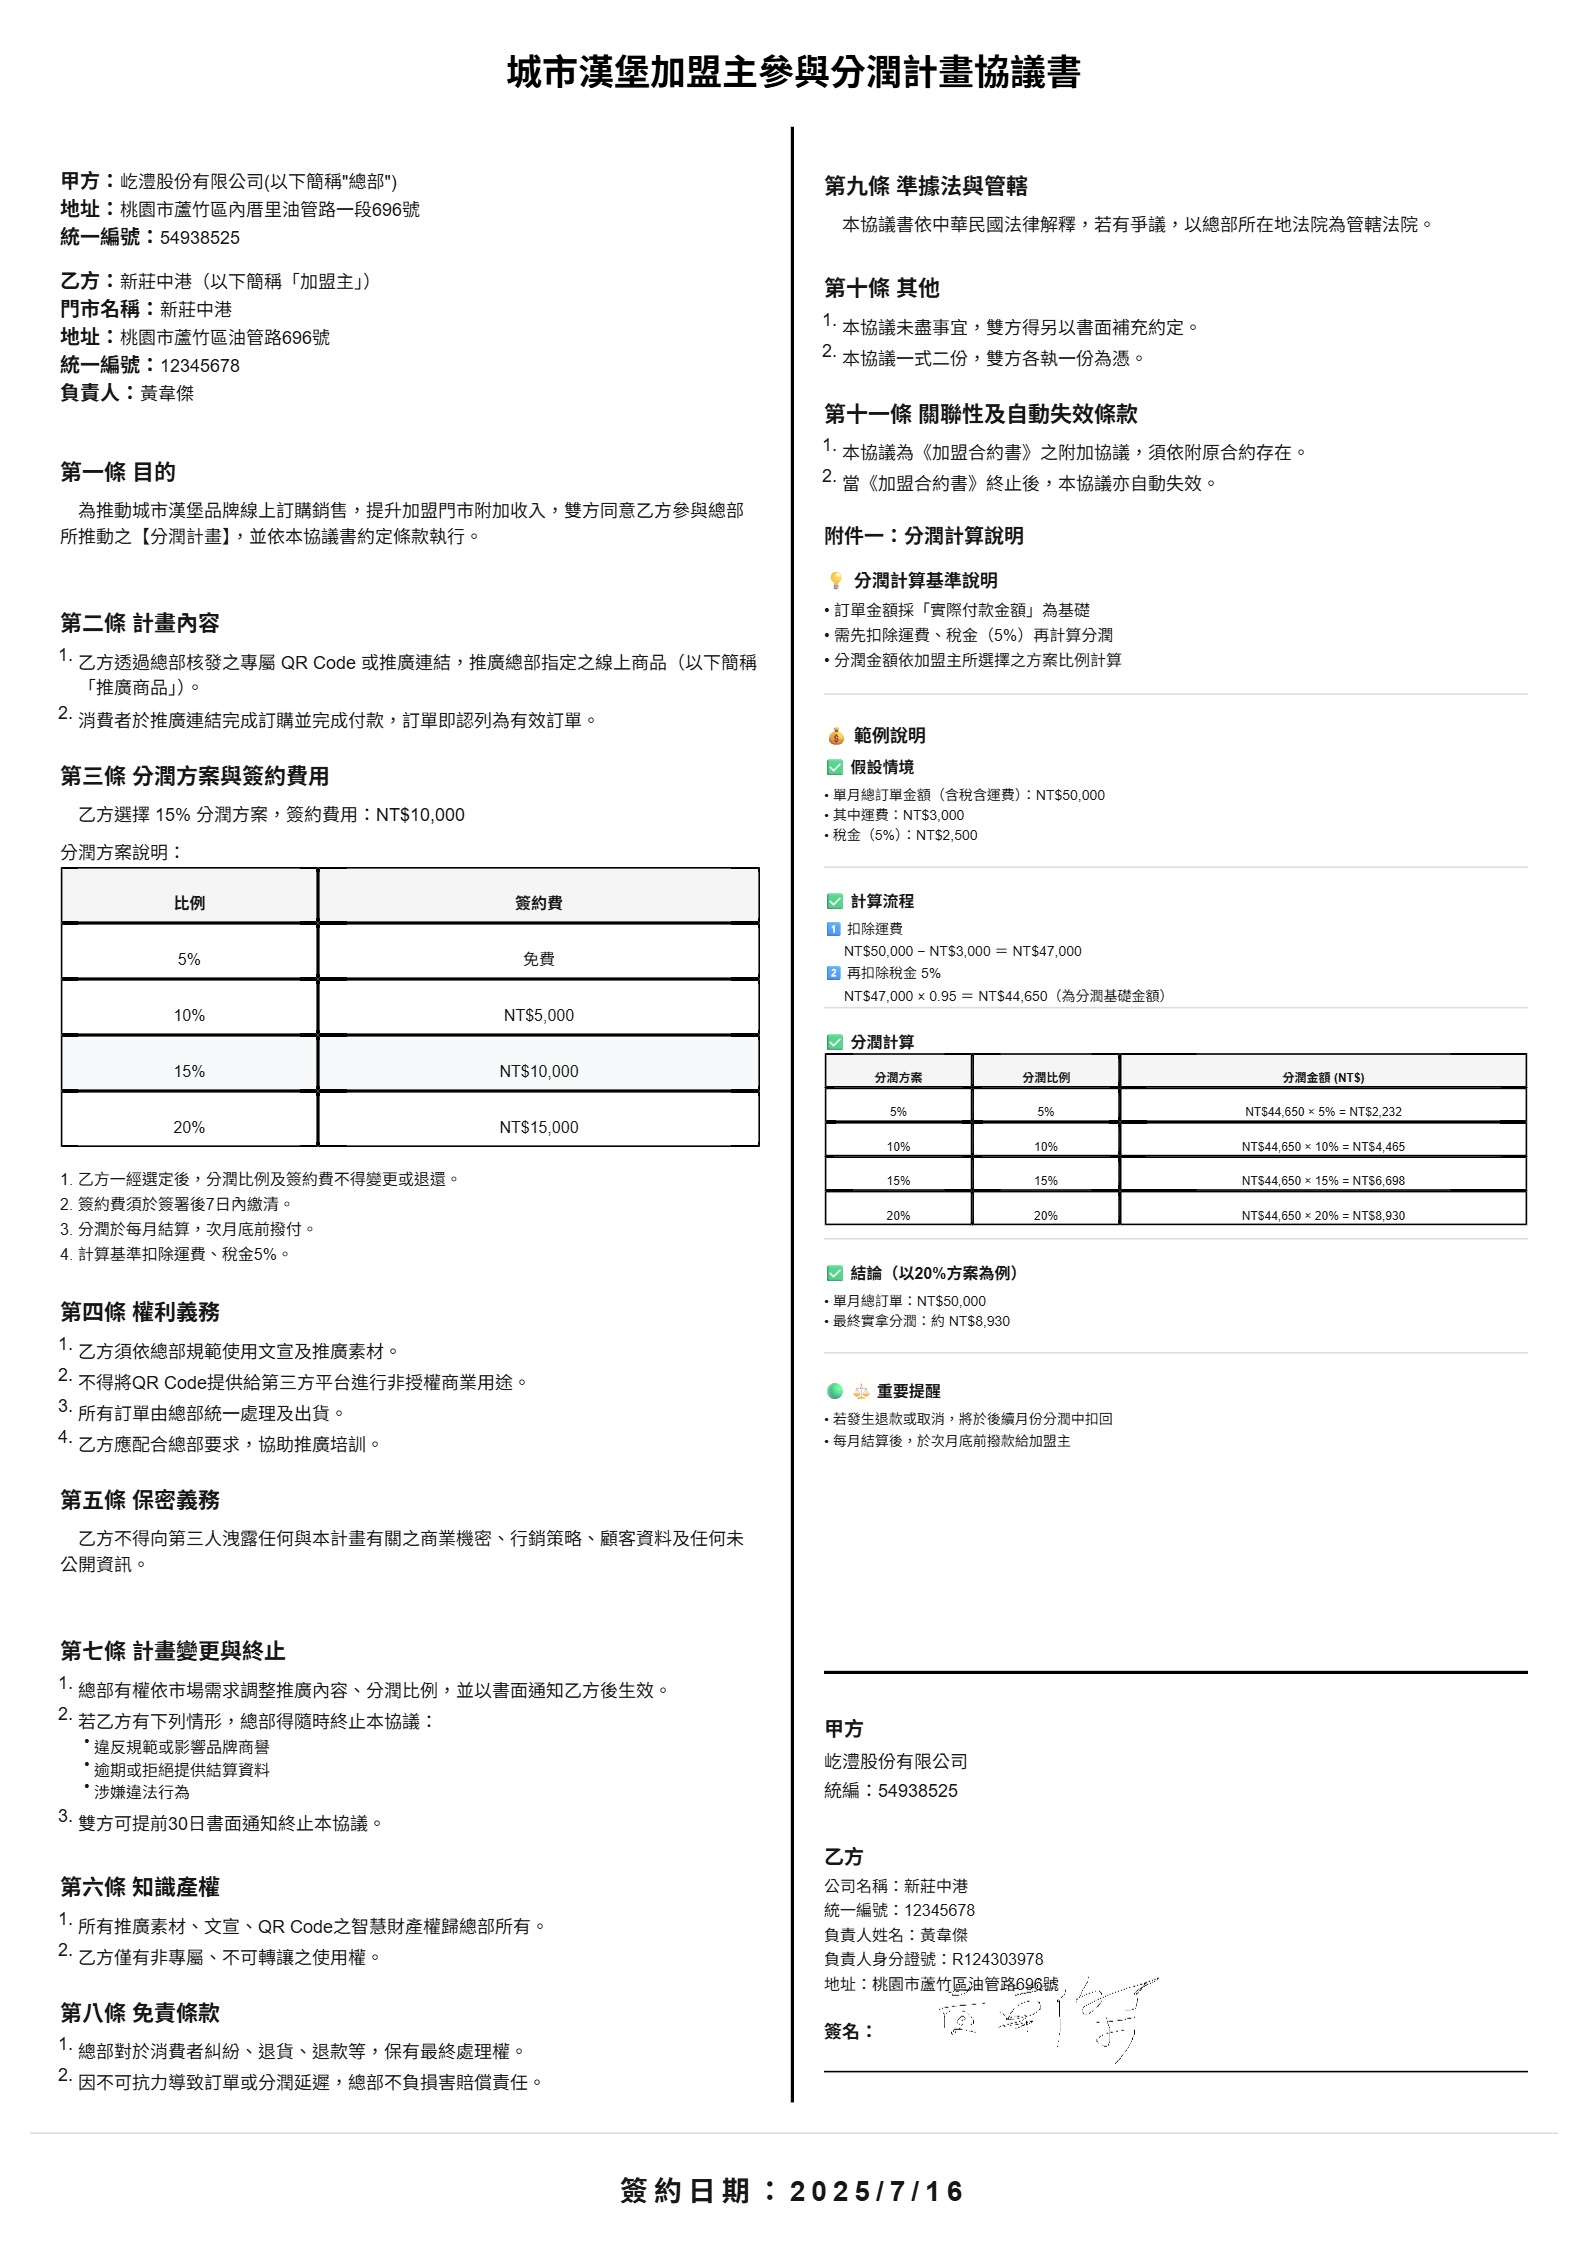 城市漢堡加盟主參與分潤計畫協議書
甲方：屹澧股份有限公司(以下簡稱"總部")
地址：桃園市蘆竹區內厝里油管路一段696號
統一編號：54938525
乙方：新莊中港（以下簡稱「加盟主」）
門市名稱：新莊中港
地址：桃園市蘆竹區油管路696號
統一編號：12345678
負責人：黃韋傑
第一條 目的
為推動城市漢堡品牌線上訂購銷售，提升加盟門市附加收入，雙方同意乙方參與總部
所推動之【分潤計畫】，並依本協議書約定條款執行。
第二條 計畫內容
1. 乙方透過總部核發之專屬 QR Code 或推廣連結，推廣總部指定之線上商品（以下簡稱
「推廣商品」）。
2. 消費者於推廣連結完成訂購並完成付款，訂單即認列為有效訂單。
第三條 分潤方案與簽約費用
乙方選擇 15% 分潤方案，簽約費用：NT$10,000
分潤方案說明：
比例 簽約費
5% 免費
10% NT$5,000
15% NT$10,000
20% NT$15,000
1. 乙方一經選定後，分潤比例及簽約費不得變更或退還。
2. 簽約費須於簽署後7日內繳清。
3. 分潤於每月結算，次月底前撥付。
4. 計算基準扣除運費、稅金5%。
第四條 權利義務
1. 乙方須依總部規範使用文宣及推廣素材。
2. 不得將QR Code提供給第三方平台進行非授權商業用途。
3. 所有訂單由總部統一處理及出貨。
4. 乙方應配合總部要求，協助推廣培訓。
第五條 保密義務
乙方不得向第三人洩露任何與本計畫有關之商業機密、行銷策略、顧客資料及任何未
公開資訊。
第七條 計畫變更與終止
1. 總部有權依市場需求調整推廣內容、分潤比例，並以書面通知乙方後生效。
2. 若乙方有下列情形，總部得隨時終止本協議：
• 違反規範或影響品牌商譽
• 逾期或拒絕提供結算資料
• 涉嫌違法行為
3. 雙方可提前30日書面通知終止本協議。
第六條 知識產權
1. 所有推廣素材、文宣、QR Code之智慧財產權歸總部所有。
2. 乙方僅有非專屬、不可轉讓之使用權。
第八條 免責條款
1. 總部對於消費者糾紛、退貨、退款等，保有最終處理權。
2. 因不可抗力導致訂單或分潤延遲，總部不負損害賠償責任。
第九條 準據法與管轄
本協議書依中華民國法律解釋，若有爭議，以總部所在地法院為管轄法院。
第十條 其他
1. 本協議未盡事宜，雙方得另以書面補充約定。
2. 本協議一式二份，雙方各執一份為憑。
第十一條 關聯性及自動失效條款
1. 本協議為《加盟合約書》之附加協議，須依附原合約存在。
2. 當《加盟合約書》終止後，本協議亦自動失效。
附件一：分潤計算說明
💡 分潤計算基準說明
• 訂單金額採「實際付款金額」為基礎
• 需先扣除運費、稅金（5%）再計算分潤
• 分潤金額依加盟主所選擇之方案比例計算
💰 範例說明
✅ 假設情境
• 單月總訂單金額（含稅含運費）：NT$50,000
• 其中運費：NT$3,000
• 稅金（5%）：NT$2,500
✅ 計算流程
1️⃣ 扣除運費
NT$50,000 − NT$3,000 ＝ NT$47,000
2️⃣ 再扣除稅金 5%
NT$47,000 × 0.95 ＝ NT$44,650（為分潤基礎金額）
✅ 分潤計算
分潤方案 分潤比例 分潤金額 (NT$)
5% 5% NT$44,650 × 5% = NT$2,232
10% 10% NT$44,650 × 10% = NT$4,465
15% 15% NT$44,650 × 15% = NT$6,698
20% 20% NT$44,650 × 20% = NT$8,930
✅ 結論（以20%方案為例）
• 單月總訂單：NT$50,000
• 最終實拿分潤：約 NT$8,930
🟢 ⚖️ 重要提醒
• 若發生退款或取消，將於後續月份分潤中扣回
• 每月結算後，於次月底前撥款給加盟主
甲方
屹澧股份有限公司
統編：54938525
乙方
公司名稱：新莊中港
統一編號：12345678
負責人姓名：黃韋傑
負責人身分證號：R124303978
地址：桃園市蘆竹區油管路696號
簽名：
簽約日期：2025/7/16